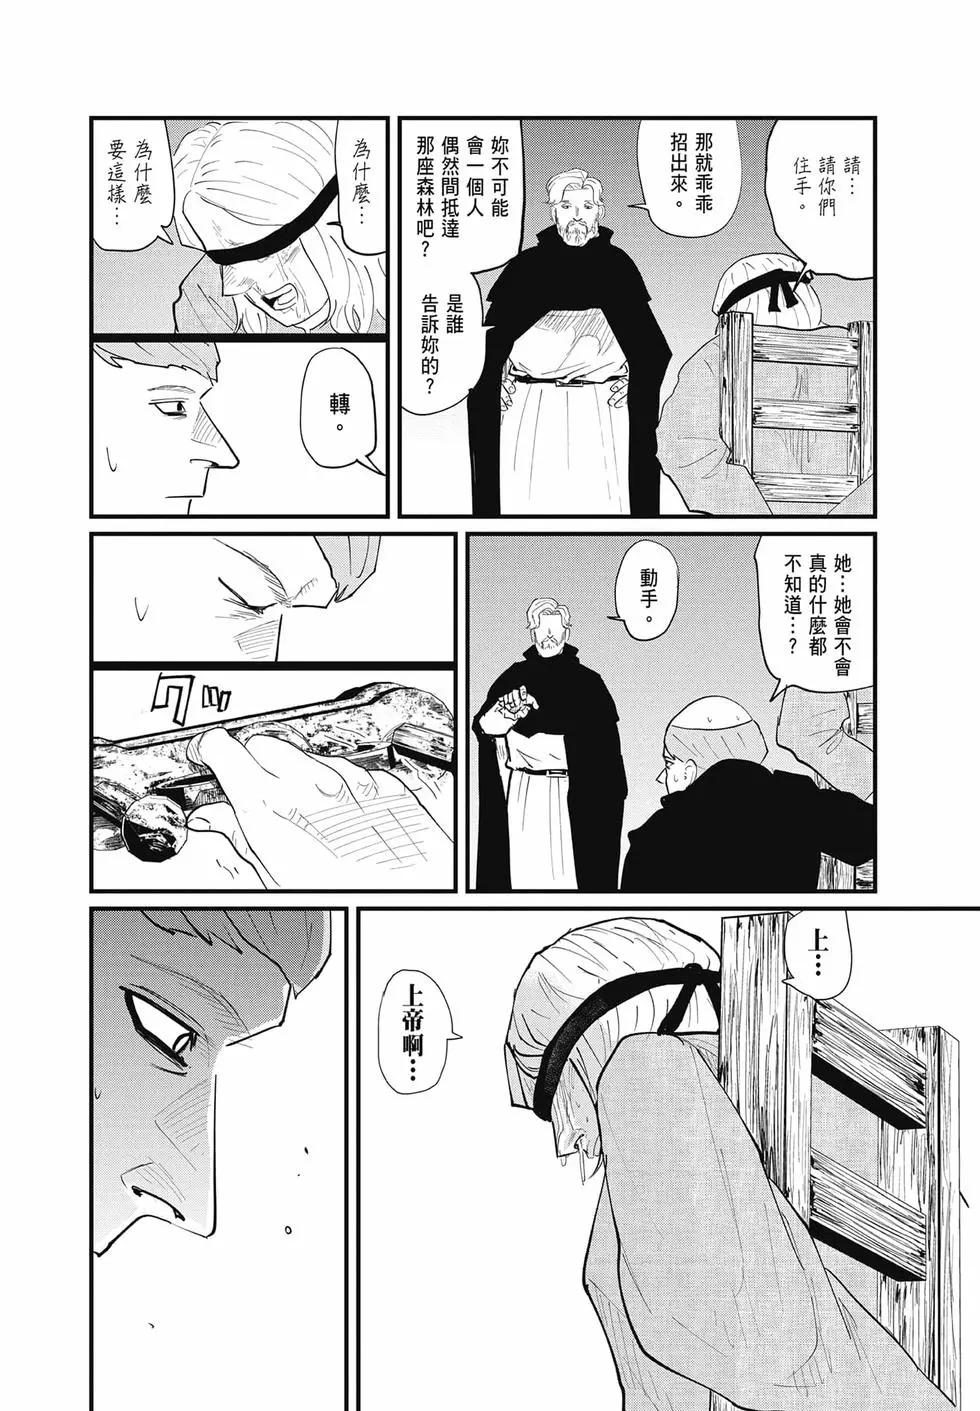 請…
請你們
住手。
那就乖乖
招出來。
妳不可能
會一個人
偶然間抵達
那座森林吧？
是誰
告訴妳的？
為什麼…
為什麼
要這樣…
轉。
她…她會不會
真的什麼都
不知道…？
動手。
グッ
上…
上帝啊…